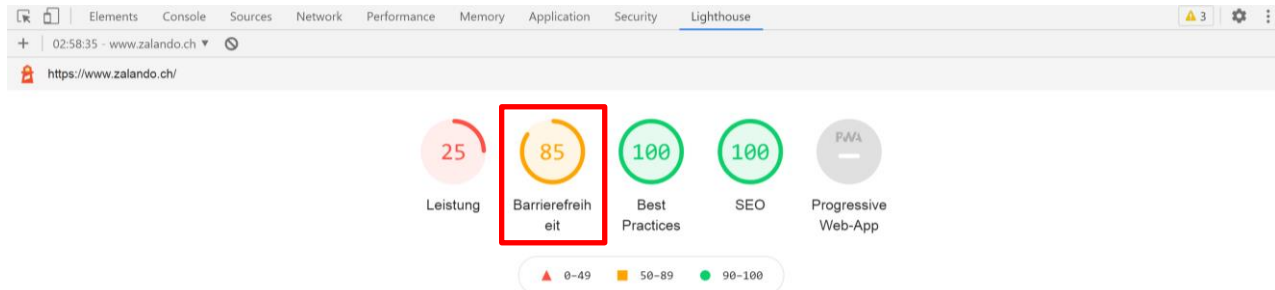 Elements Console Sources Network Performance Memory Application Security Lighthouse 3
+ 02:58:35 - www.zalando.ch ▼
https://www.zalando.ch/
25 85 100 100 PWA
Leistung Barrierefreih Best SEO Progressive
eit Practices Web-App
0–49 50–89 90–100